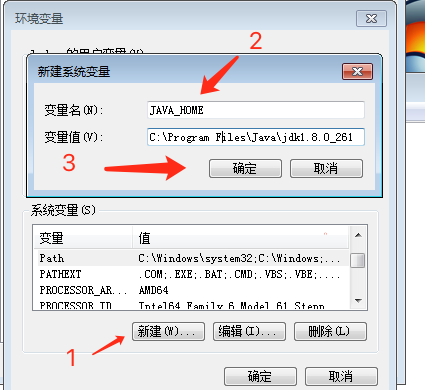 环境变量
的用户变量(U)
2
新建系统变量
变量名(N):
JAVA_HOME
变量值(V):
C:\Program Files\Java\jdk1.8.0_261
3
确定
取消
系统变量(S)
变量
值
Path
C:\Windows\system32;C:\Windows;...
PATHEXT
.COM;.EXE;.BAT;.CMD;.VBS;.VBE;....
PROCESSOR_AR...
AMD64
PROCESSOR_ID
Intel64 Family 6 Model 61 Stepp
1
新建(W)...
编辑(I)...
删除(L)
确定
取消